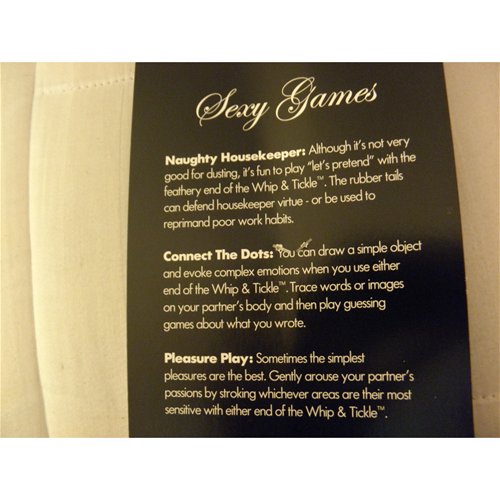 Sexy Games
Naughty Housekeeper: Although it's not very
good for dusting, it's fun to play "let's pretend" with the
feathery end of the Whip & Tickle™. The rubber tails
can defend housekeeper virtue - or be used to
reprimand poor work habits.
Connect The Dots: You can draw a simple object
and evoke complex emotions when you use either
end of the Whip & Tickle™. Trace words or images
on your partner's body and then play guessing
games about what you wrote.
Pleasure Play: Sometimes the simplest
pleasures are the best. Gently arouse your partner's
passions by stroking whichever areas are their most
sensitive with either end of the Whip & Tickle™.